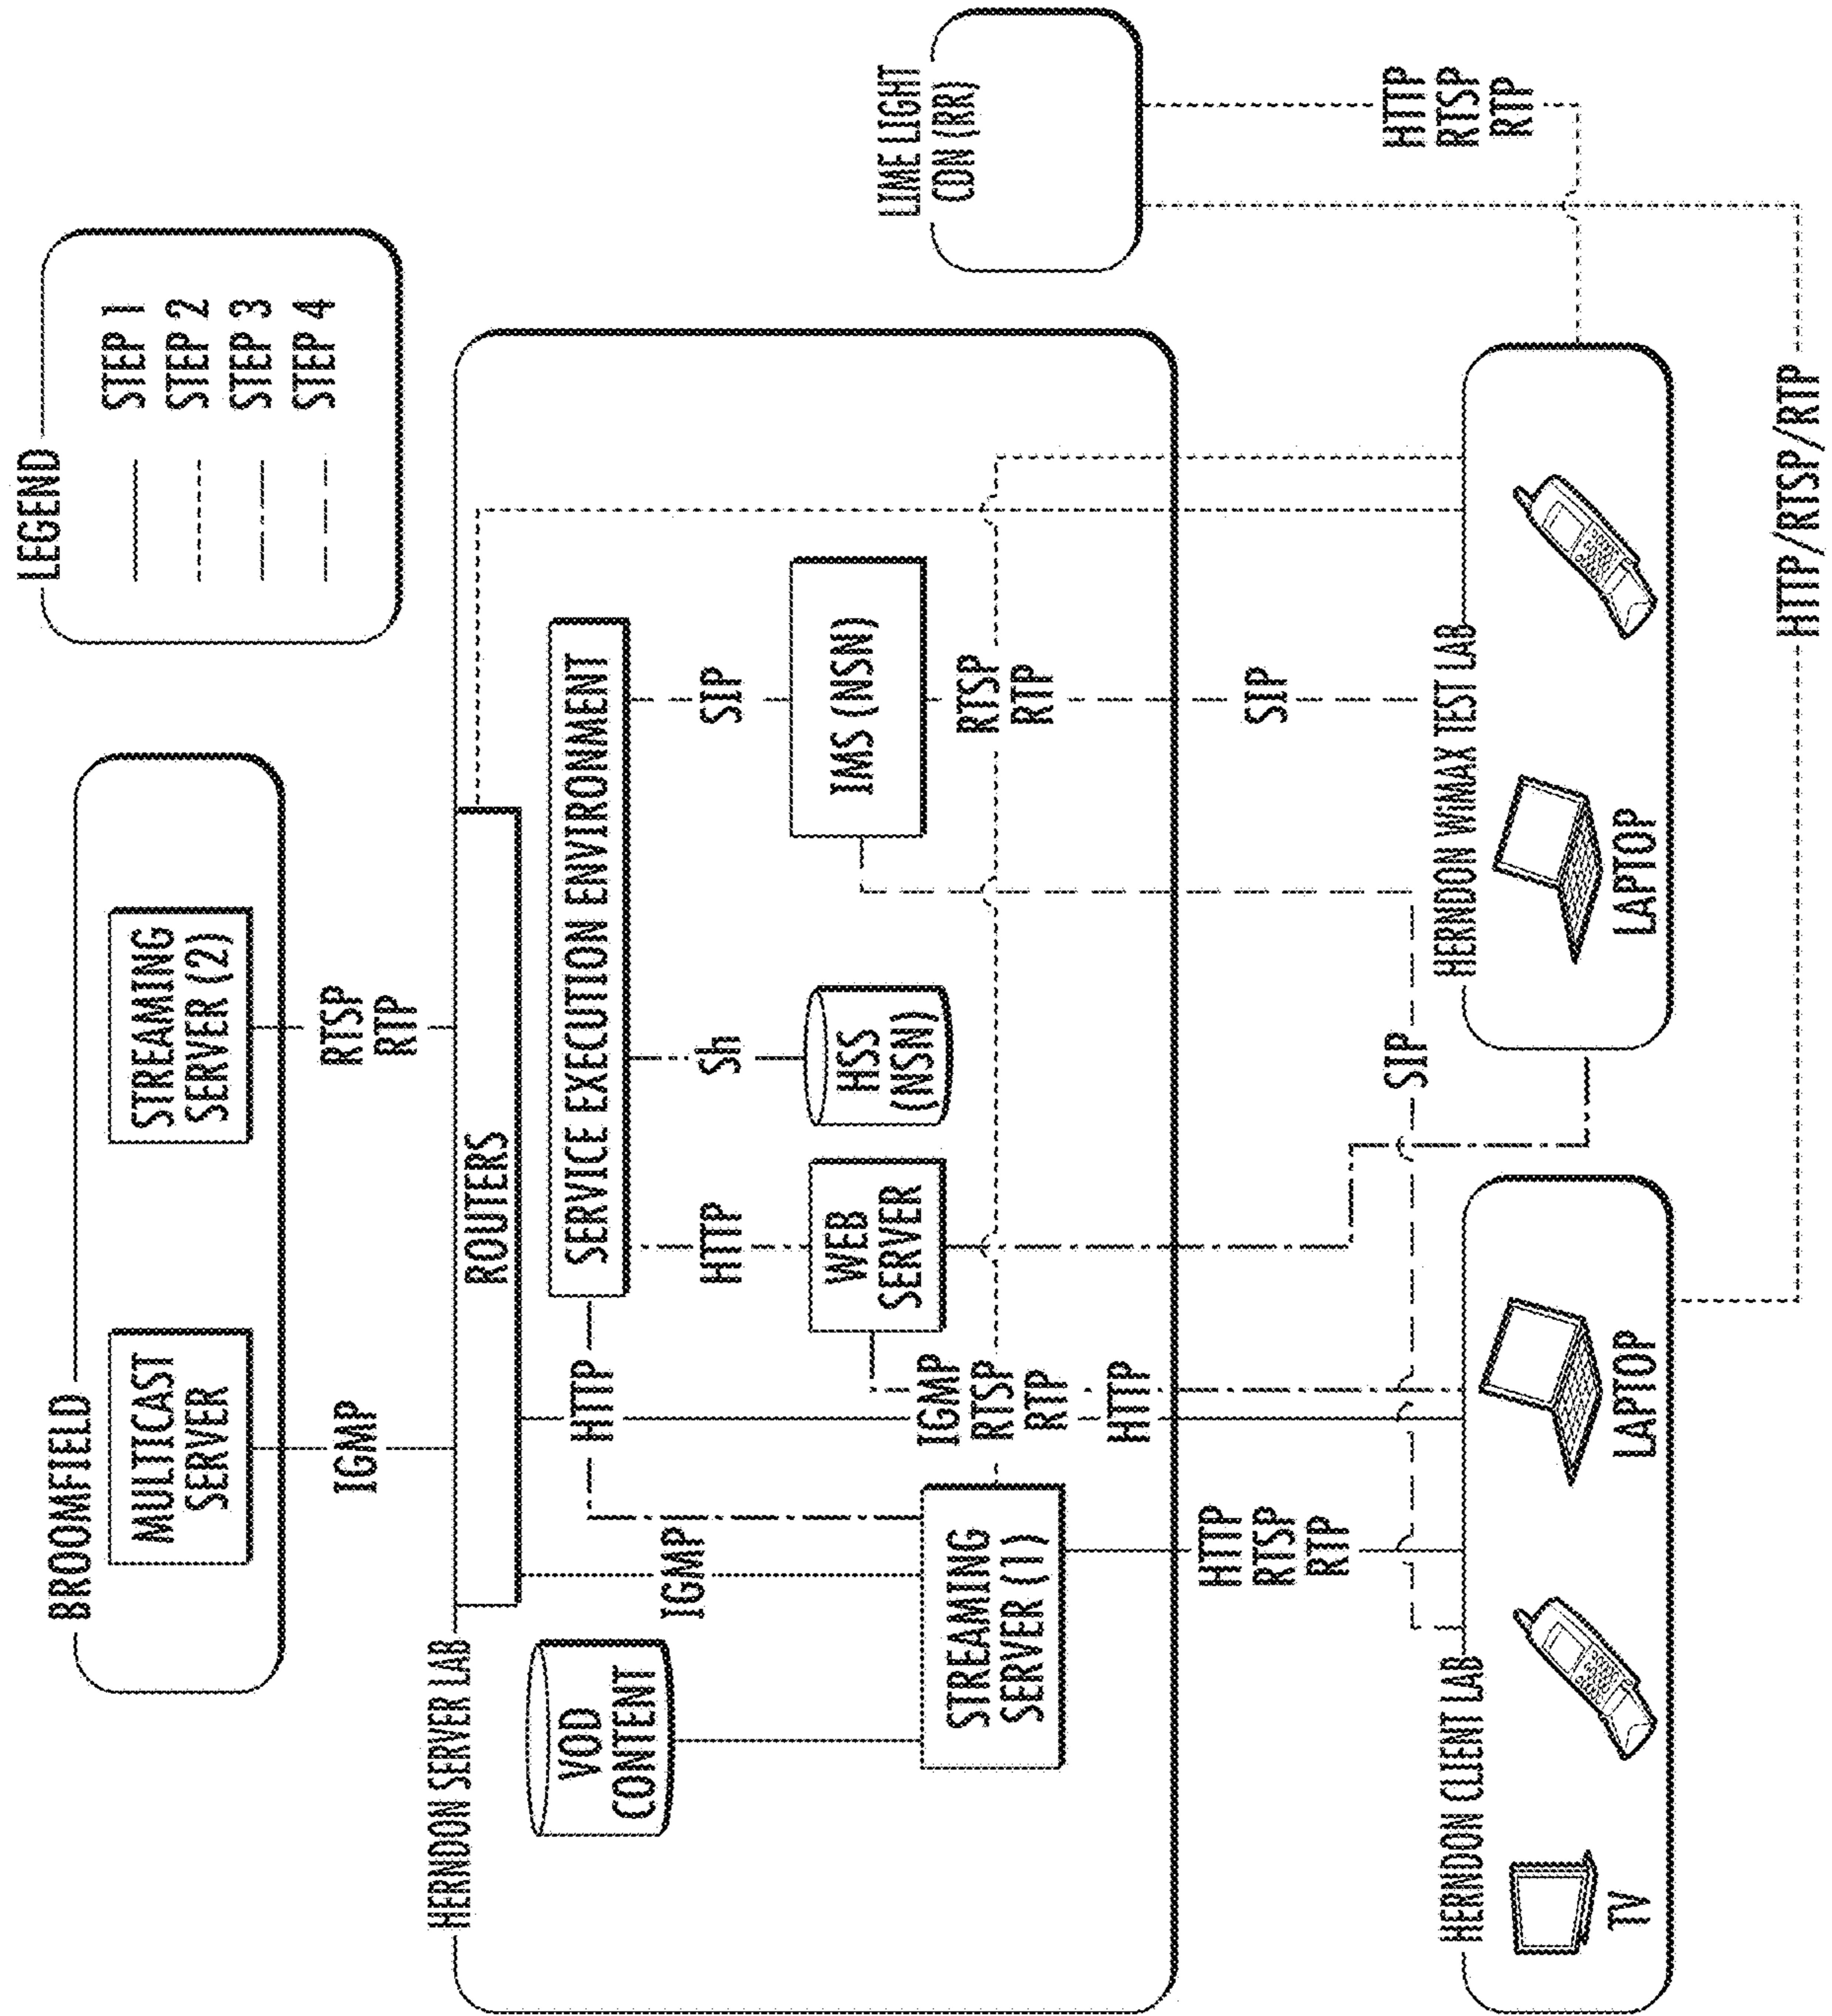 BROOMFIELD
MULTICAST
SERVER
STREAMING
SERVER (2)
LEGEND
STEP 1
STEP 2
STEP 3
STEP 4
IGMP
RTSP
RTP
HERNDON SERVER LAB
ROUTERS
VOD
CONTENT
SERVICE EXECUTION ENVIRONMENT
HTTP
IGMP
HTTP
Sh
SIP
WEB
SERVER
HSS
(NSN)
IMS (NSN)
STREAMING
SERVER (1)
IGMP
RTSP
RTP
HTTP
RTSP
RTP
LIME LIGHT
CDN (RR)
HTTP
RTSP
RTP
SIP
SIP
HTTP
RTSP
RTP
HERNDON CLIENT LAB
TV
LAPTOP
HERNDON WiMAX TEST LAB
LAPTOP
HTTP/RTSP/RTP